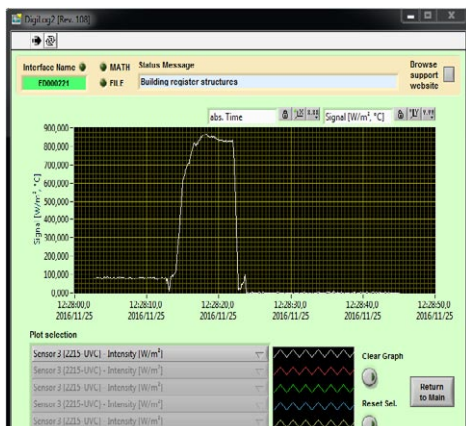 DigiLog2 [Rev. 108]
Interface Name MATH Status Message Browse support website
FD000221 FILE Building register structures
abs. Time Signal [W/m², °C]
900,000
800,000
700,000
600,000
500,000
400,000
300,000
200,000
100,000
0,000
Signal [W/m², °C]
12:28:00,0 12:28:10,0 12:28:20,0 12:28:30,0 12:28:40,0 12:28:50,0
2016/11/25 2016/11/25 2016/11/25 2016/11/25 2016/11/25 2016/11/25
Plot selection
Sensor 3 (2215-UVC) - Intensity [W/m²]
Sensor 3 (2215-UVC) - Intensity [W/m²]
Sensor 3 (2215-UVC) - Intensity [W/m²]
Sensor 3 (2215-UVC) - Intensity [W/m²]
Sensor 3 (2215-UVC) - Intensity [W/m²]
Clear Graph
Reset Sel.
Return
to Main